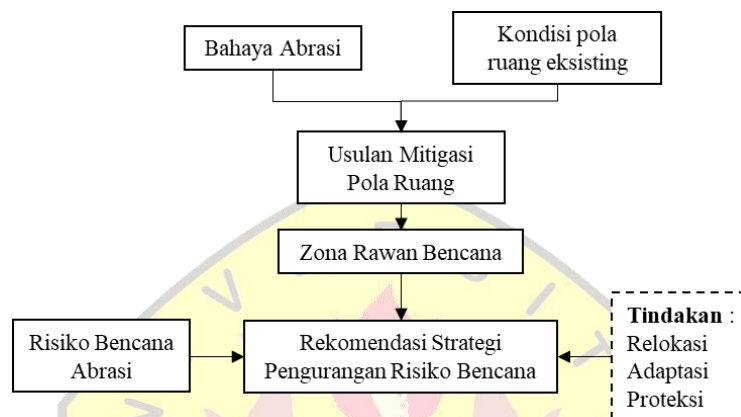 Bahaya Abrasi
Kondisi pola
ruang eksisting
Usulan Mitigasi
Pola Ruang
Zona Rawan Bencana
Risiko Bencana
Abrasi
Rekomendasi Strategi
Pengurangan Risiko Bencana
Tindakan :
Relokasi
Adaptasi
Proteksi